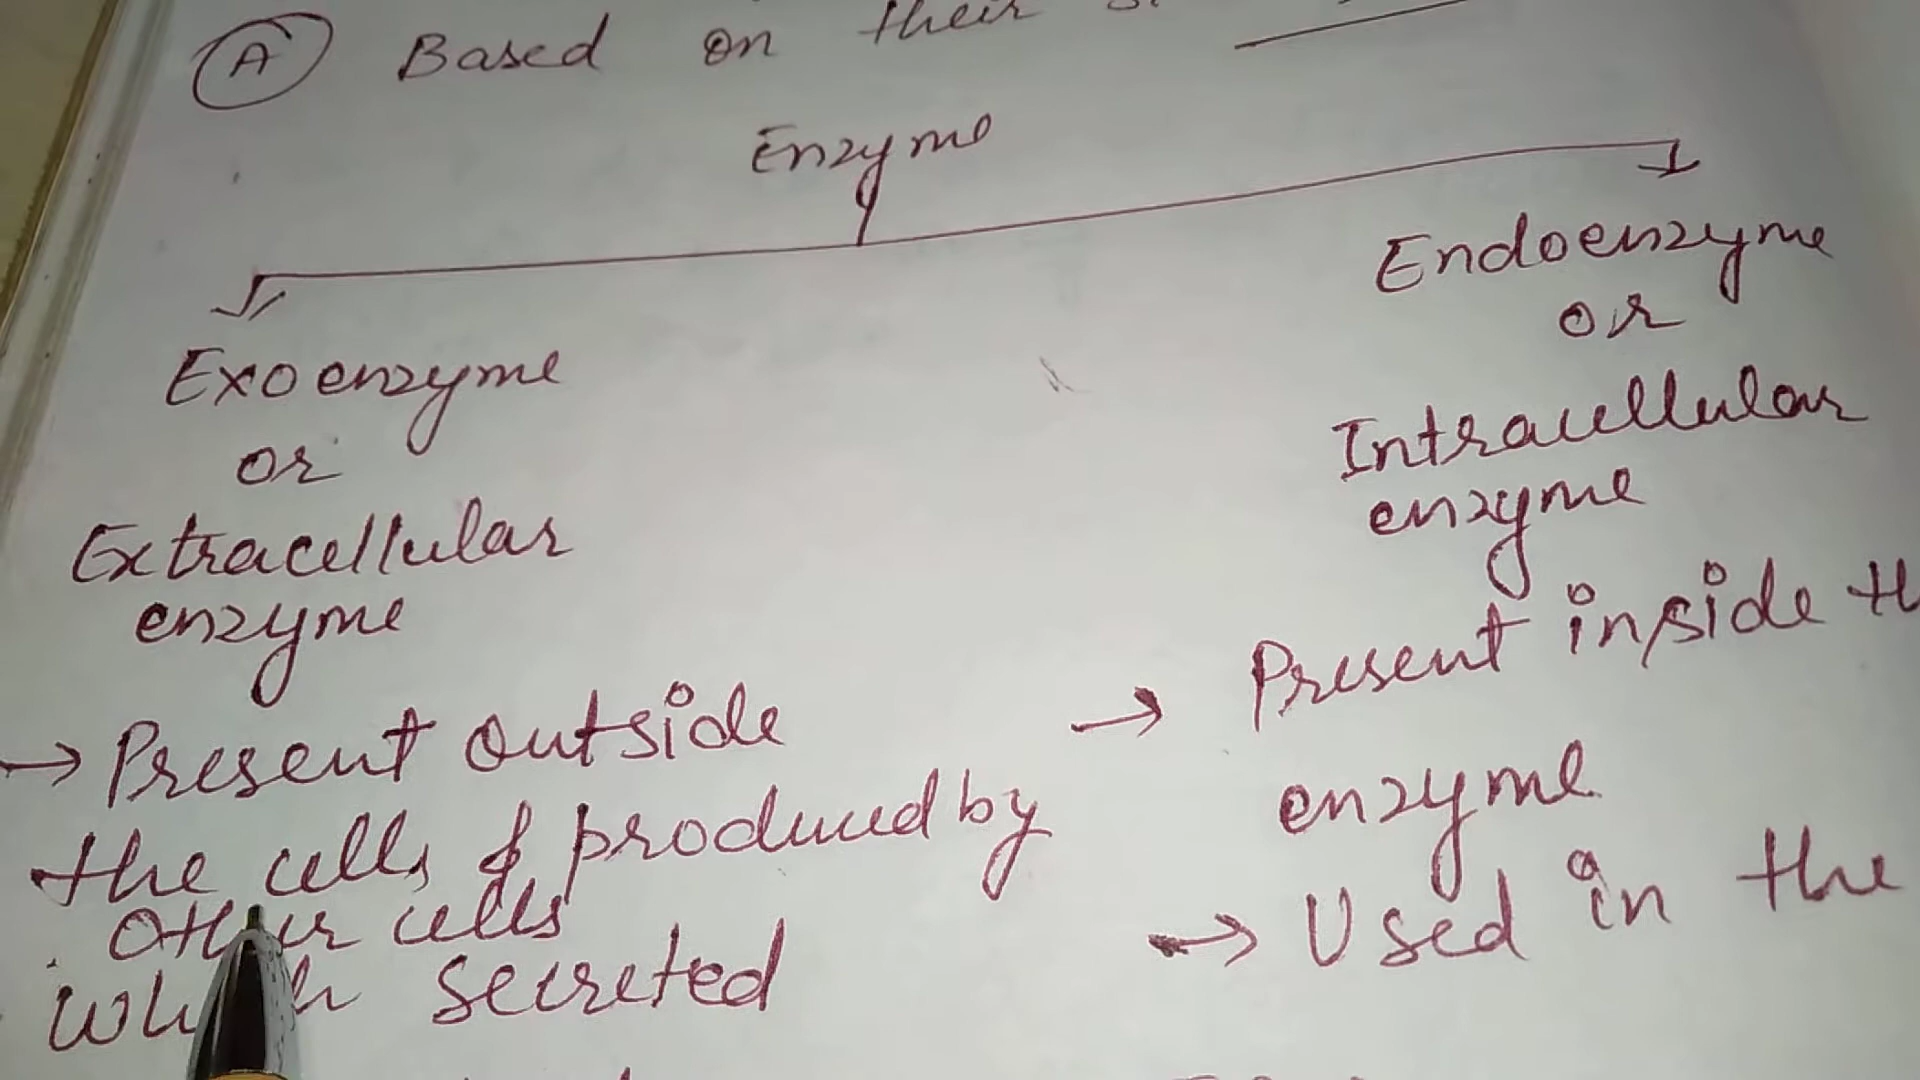 A Based on their
Enzyme
Exoenzyme
or
Extracellular
enzyme
→ Present outside
the cells & produced by
other cells
which secreted
Endoenzyme
or
Intracellular
enzyme
→ Present inside
enzyme
→ Used in the